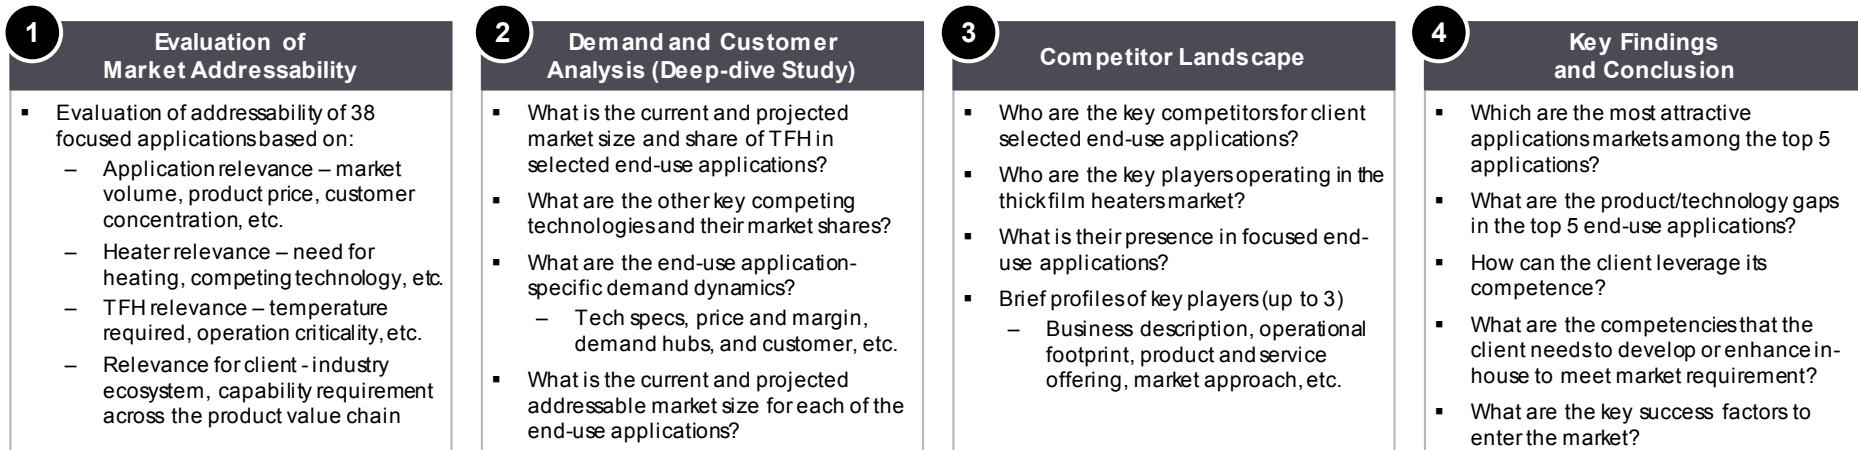 1
Evaluation of
Market Addressability
▪ Evaluation of addressability of 38
focused applications based on:
– Application relevance – market
volume, product price, customer
concentration, etc.
– Heater relevance – need for
heating, competing technology, etc.
– TFH relevance – temperature
required, operation criticality, etc.
– Relevance for client - industry
ecosystem, capability requirement
across the product value chain
2
Demand and Customer
Analysis (Deep-dive Study)
▪ What is the current and projected
market size and share of TFH in
selected end-use applications?
▪ What are the other key competing
technologies and their market shares?
▪ What are the end-use application-
specific demand dynamics?
– Tech specs, price and margin,
demand hubs, and customer, etc.
▪ What is the current and projected
addressable market size for each of the
end-use applications?
3
Competitor Landscape
▪ Who are the key competitors for client
selected end-use applications?
▪ Who are the key players operating in the
thick film heaters market?
▪ What is their presence in focused end-
use applications?
▪ Brief profiles of key players (up to 3)
– Business description, operational
footprint, product and service
offering, market approach, etc.
4
Key Findings
and Conclusion
▪ Which are the most attractive
applications markets among the top 5
applications?
▪ What are the product/technology gaps
in the top 5 end-use applications?
▪ How can the client leverage its
competence?
▪ What are the competencies that the
client needs to develop or enhance in-
house to meet market requirement?
▪ What are the key success factors to
enter the market?